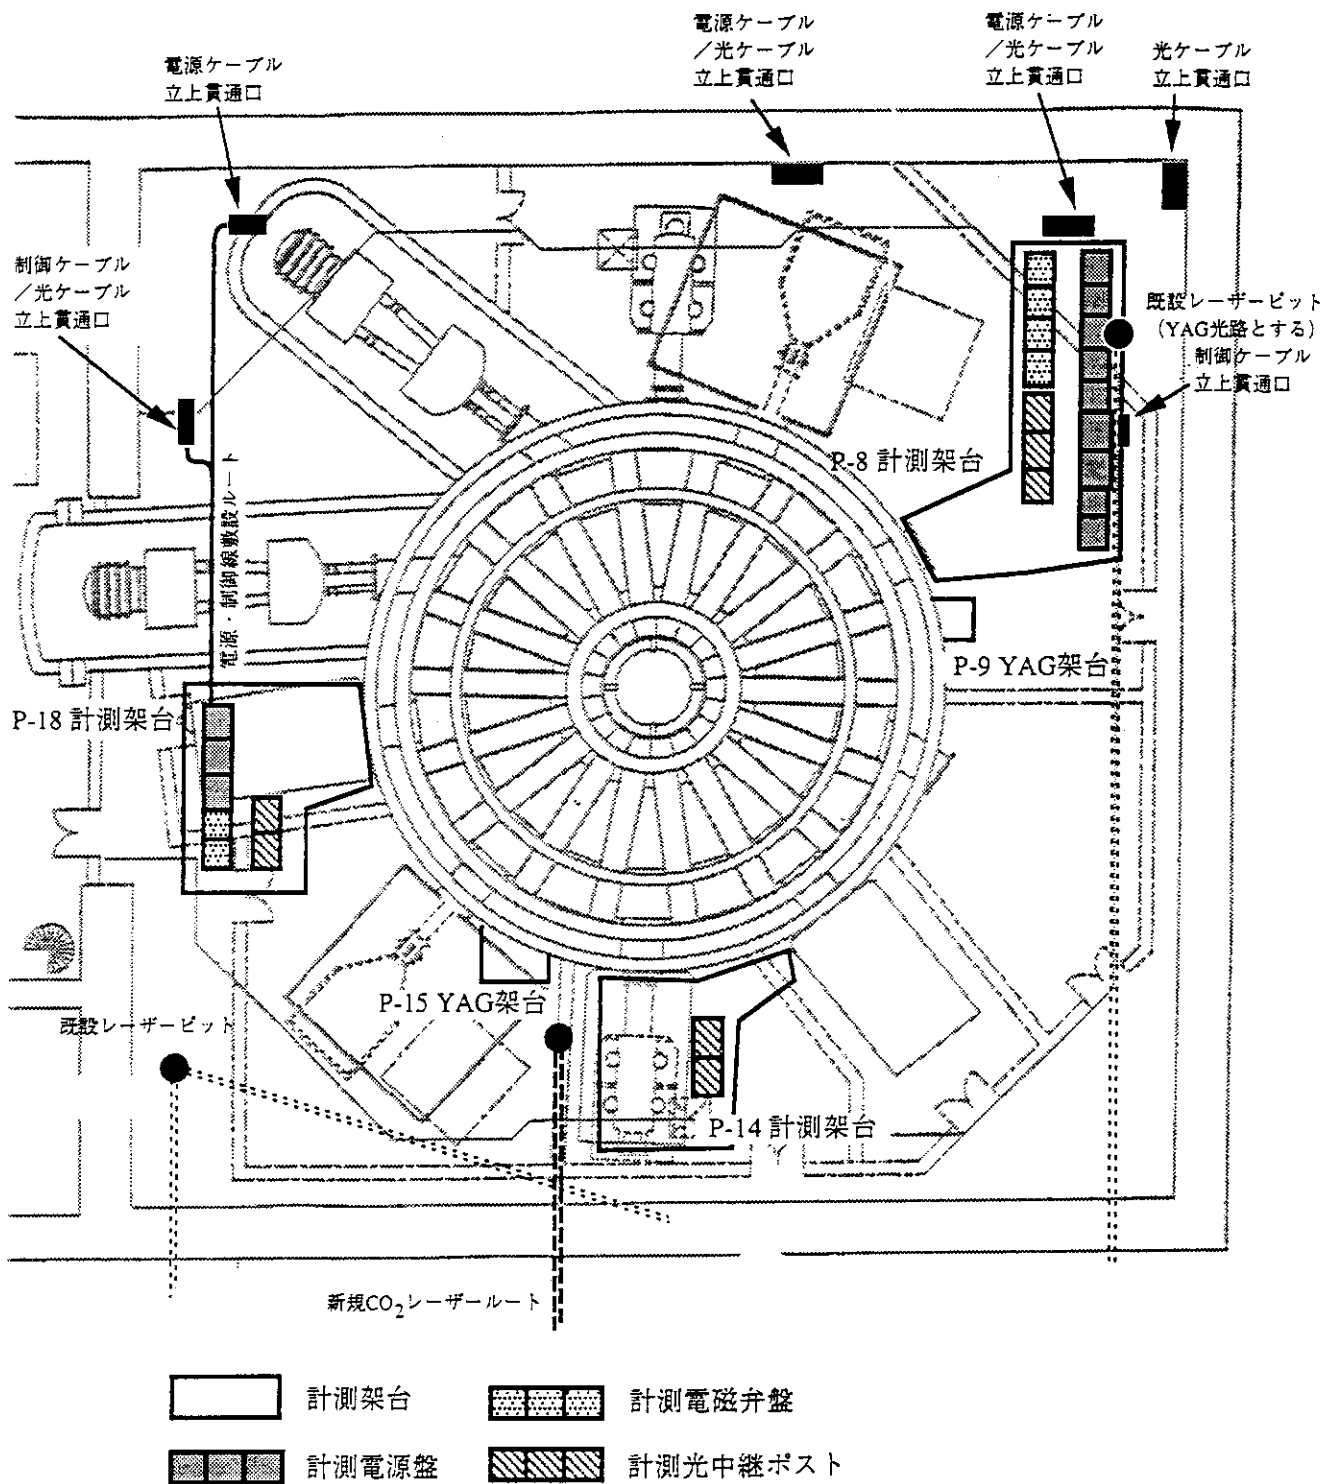 電源ケーブル
立上貫通口
電源ケーブル
／光ケーブル
立上貫通口
電源ケーブル
／光ケーブル
立上貫通口
光ケーブル
立上貫通口
制御ケーブル
／光ケーブル
立上貫通口
既設レーザーピット
（YAG光路とする）
制御ケーブル
立上貫通口
電源・制御線敷設ルート
P-8 計測架台
P-9 YAG架台
P-18 計測架台
P-15 YAG架台
既設レーザーピット
P-14 計測架台
新規CO₂レーザールート
計測架台
計測電磁弁盤
計測電源盤
計測光中継ポスト